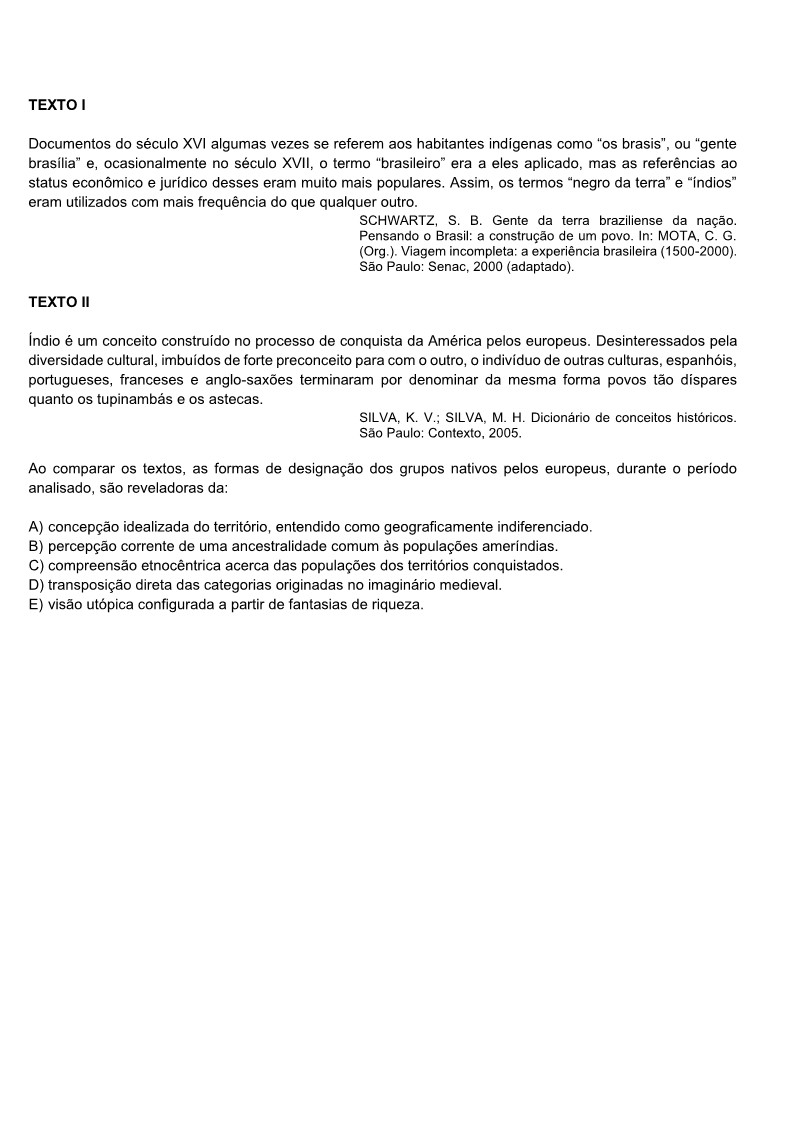 TEXTO I
Documentos do século XVI algumas vezes se referem aos habitantes indígenas como “os brasis”, ou “gente
brasília” e, ocasionalmente no século XVII, o termo “brasileiro” era a eles aplicado, mas as referências ao
status econômico e jurídico desses eram muito mais populares. Assim, os termos “negro da terra” e “índios”
eram utilizados com mais frequência do que qualquer outro.
SCHWARTZ, S. B. Gente da terra braziliense da nação.
Pensando o Brasil: a construção de um povo. In: MOTA, C. G.
(Org.). Viagem incompleta: a experiência brasileira (1500-2000).
São Paulo: Senac, 2000 (adaptado).
TEXTO II
Índio é um conceito construído no processo de conquista da América pelos europeus. Desinteressados pela
diversidade cultural, imbuídos de forte preconceito para com o outro, o indivíduo de outras culturas, espanhóis,
portugueses, franceses e anglo-saxões terminaram por denominar da mesma forma povos tão díspares
quanto os tupinambás e os astecas.
SILVA, K. V.; SILVA, M. H. Dicionário de conceitos históricos.
São Paulo: Contexto, 2005.
Ao comparar os textos, as formas de designação dos grupos nativos pelos europeus, durante o período
analisado, são reveladoras da:
A) concepção idealizada do território, entendido como geograficamente indiferenciado.
B) percepção corrente de uma ancestralidade comum às populações ameríndias.
C) compreensão etnocêntrica acerca das populações dos territórios conquistados.
D) transposição direta das categorias originadas no imaginário medieval.
E) visão utópica configurada a partir de fantasias de riqueza.